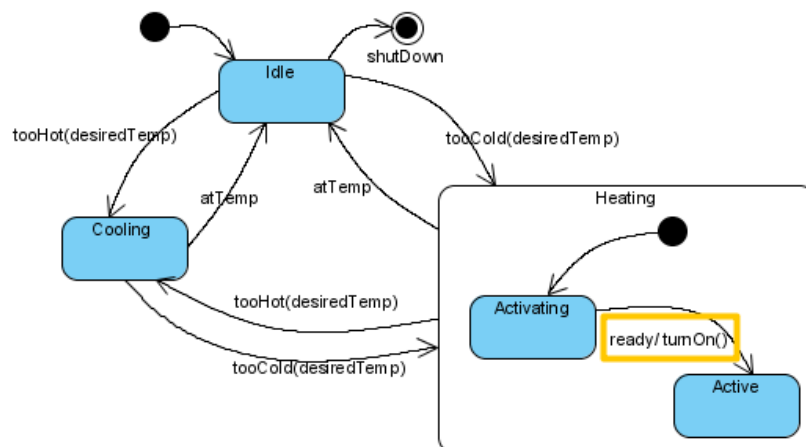 shutDown
Idle
tooHot(desiredTemp)
tooCold(desiredTemp)
atTemp
atTemp
Heating
Cooling
tooHot(desiredTemp)
Activating
ready/turnOn()
tooCold(desiredTemp)
Active